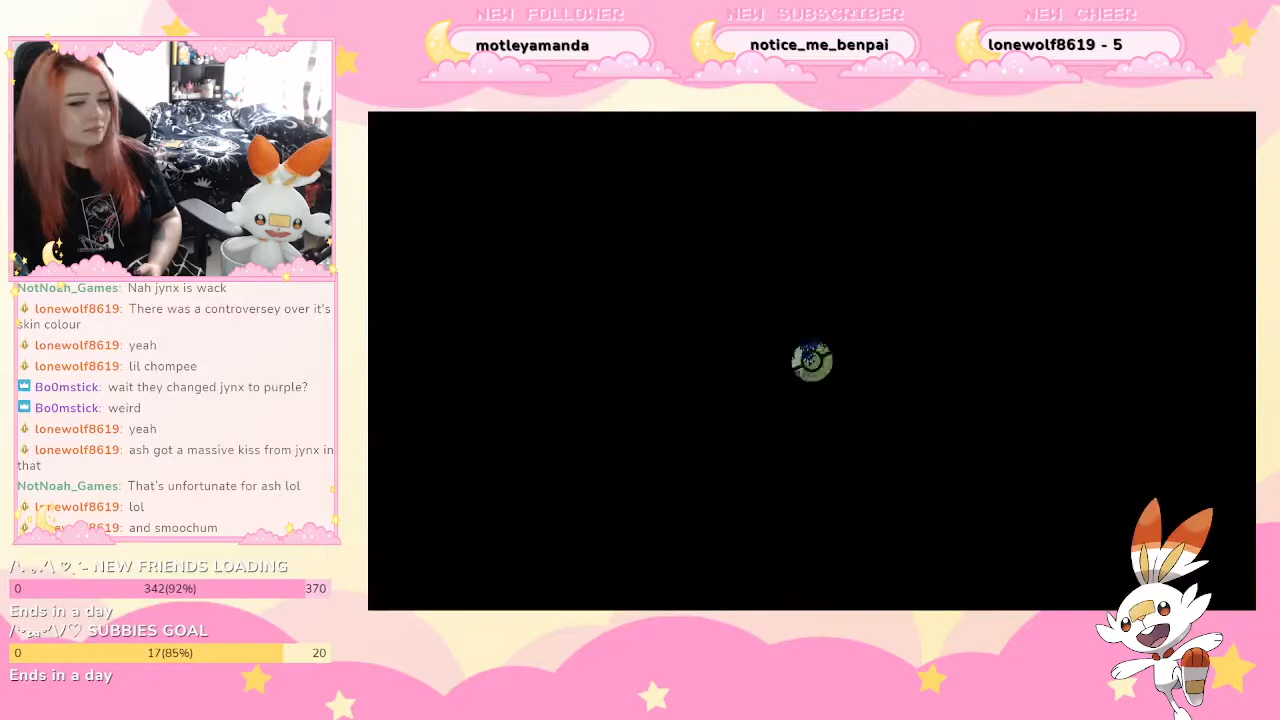 NEW FOLLOWER
motleyamanda
NEW SUBSCRIBER
notice_me_benpai
NEW CHEER
lonewolf8619 - 5
NotNoah_Games: Nah jynx is wack
lonewolf8619: There was a controversey over it's
skin colour
lonewolf8619: yeah
lonewolf8619: lil chompee
Bo0mstick: wait they changed jynx to purple?
Bo0mstick: weird
lonewolf8619: yeah
lonewolf8619: ash got a massive kiss from jynx in
that
NotNoah_Games: That's unfortunate for ash lol
lonewolf8619: lol
lonewolf8619: and smoochum
NEW FRIENDS LOADING
0 342(92%) 370
Ends in a day
SUBBIES GOAL
0 17(85%) 20
Ends in a day